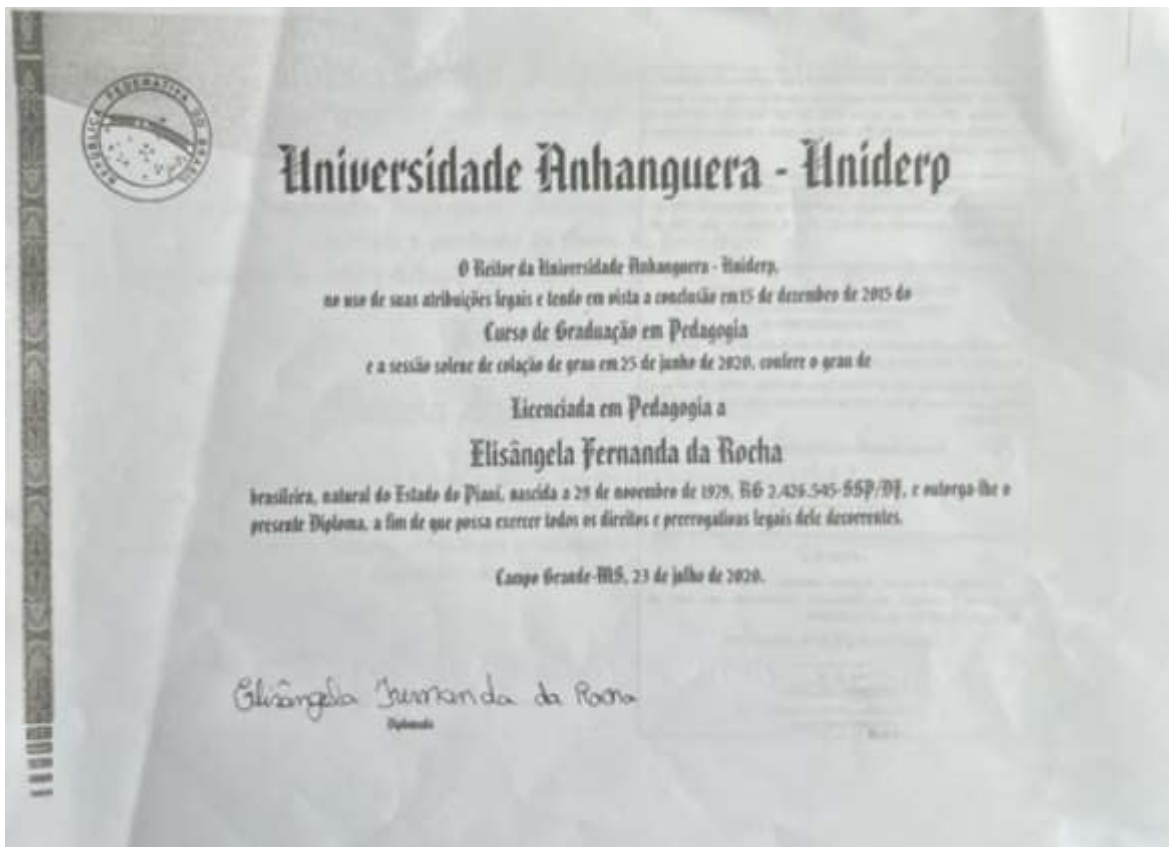 REPÚBLICA FEDERATIVA DO BRASIL
Universidade Anhanguera - Uniderp
O Reitor da Universidade Anhanguera - Uniderp,
no uso de suas atribuições legais e tendo em vista a conclusão em 15 de dezembro de 2015 do
Curso de Graduação em Pedagogia
e a sessão solene de colação de grau em 25 de junho de 2020, confere o grau de
Licenciada em Pedagogia a
Elisângela Fernanda da Rocha
brasileira, natural do Estado do Piauí, nascida a 29 de novembro de 1979, RG 2.426.545-SSP/DF, e outorga-lhe o
presente Diploma, a fim de que possa exercer todos os direitos e prerrogativas legais dele decorrentes.
Campo Grande-MS, 23 de julho de 2020.
Elisângela Fernanda da Rocha
Diplomada